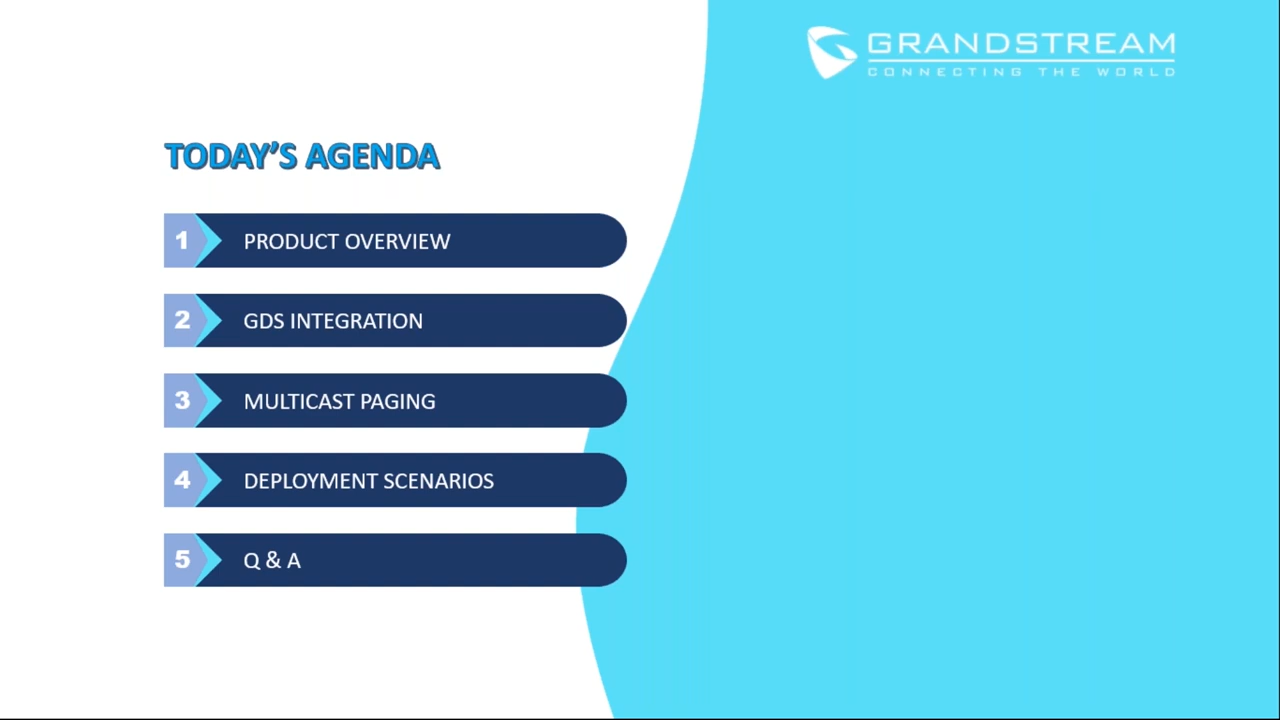 GRANDSTREAM
CONNECTING THE WORLD
TODAY'S AGENDA
1 PRODUCT OVERVIEW
2 GDS INTEGRATION
3 MULTICAST PAGING
4 DEPLOYMENT SCENARIOS
5 Q & A